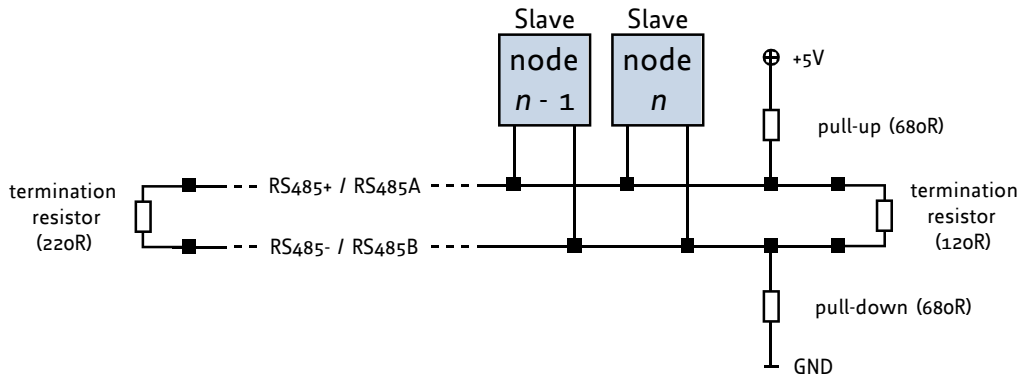 Slave
Slave
node
n - 1
node
n
+5V
pull-up (680R)
termination
resistor
(220R)
RS485+ / RS485A
RS485- / RS485B
termination
resistor
(120R)
pull-down (680R)
GND